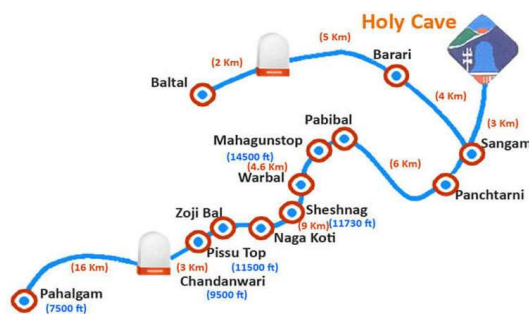 Holy Cave
(5 Km)
(2 Km)
Baltal
Barari
(4 Km)
(3 Km)
Pabibal
Mahagunstop
(14500 ft)
(4.6 Km)
Warbal
Sangam
(6 Km)
Panchtarni
Sheshnag
(11730 ft)
Zoji Bal
(9 Km)
Naga Koti
Pissu Top
(11500 ft)
(16 Km)
(3 Km)
Chandanwari
(9500 ft)
Pahalgam
(7500 ft)